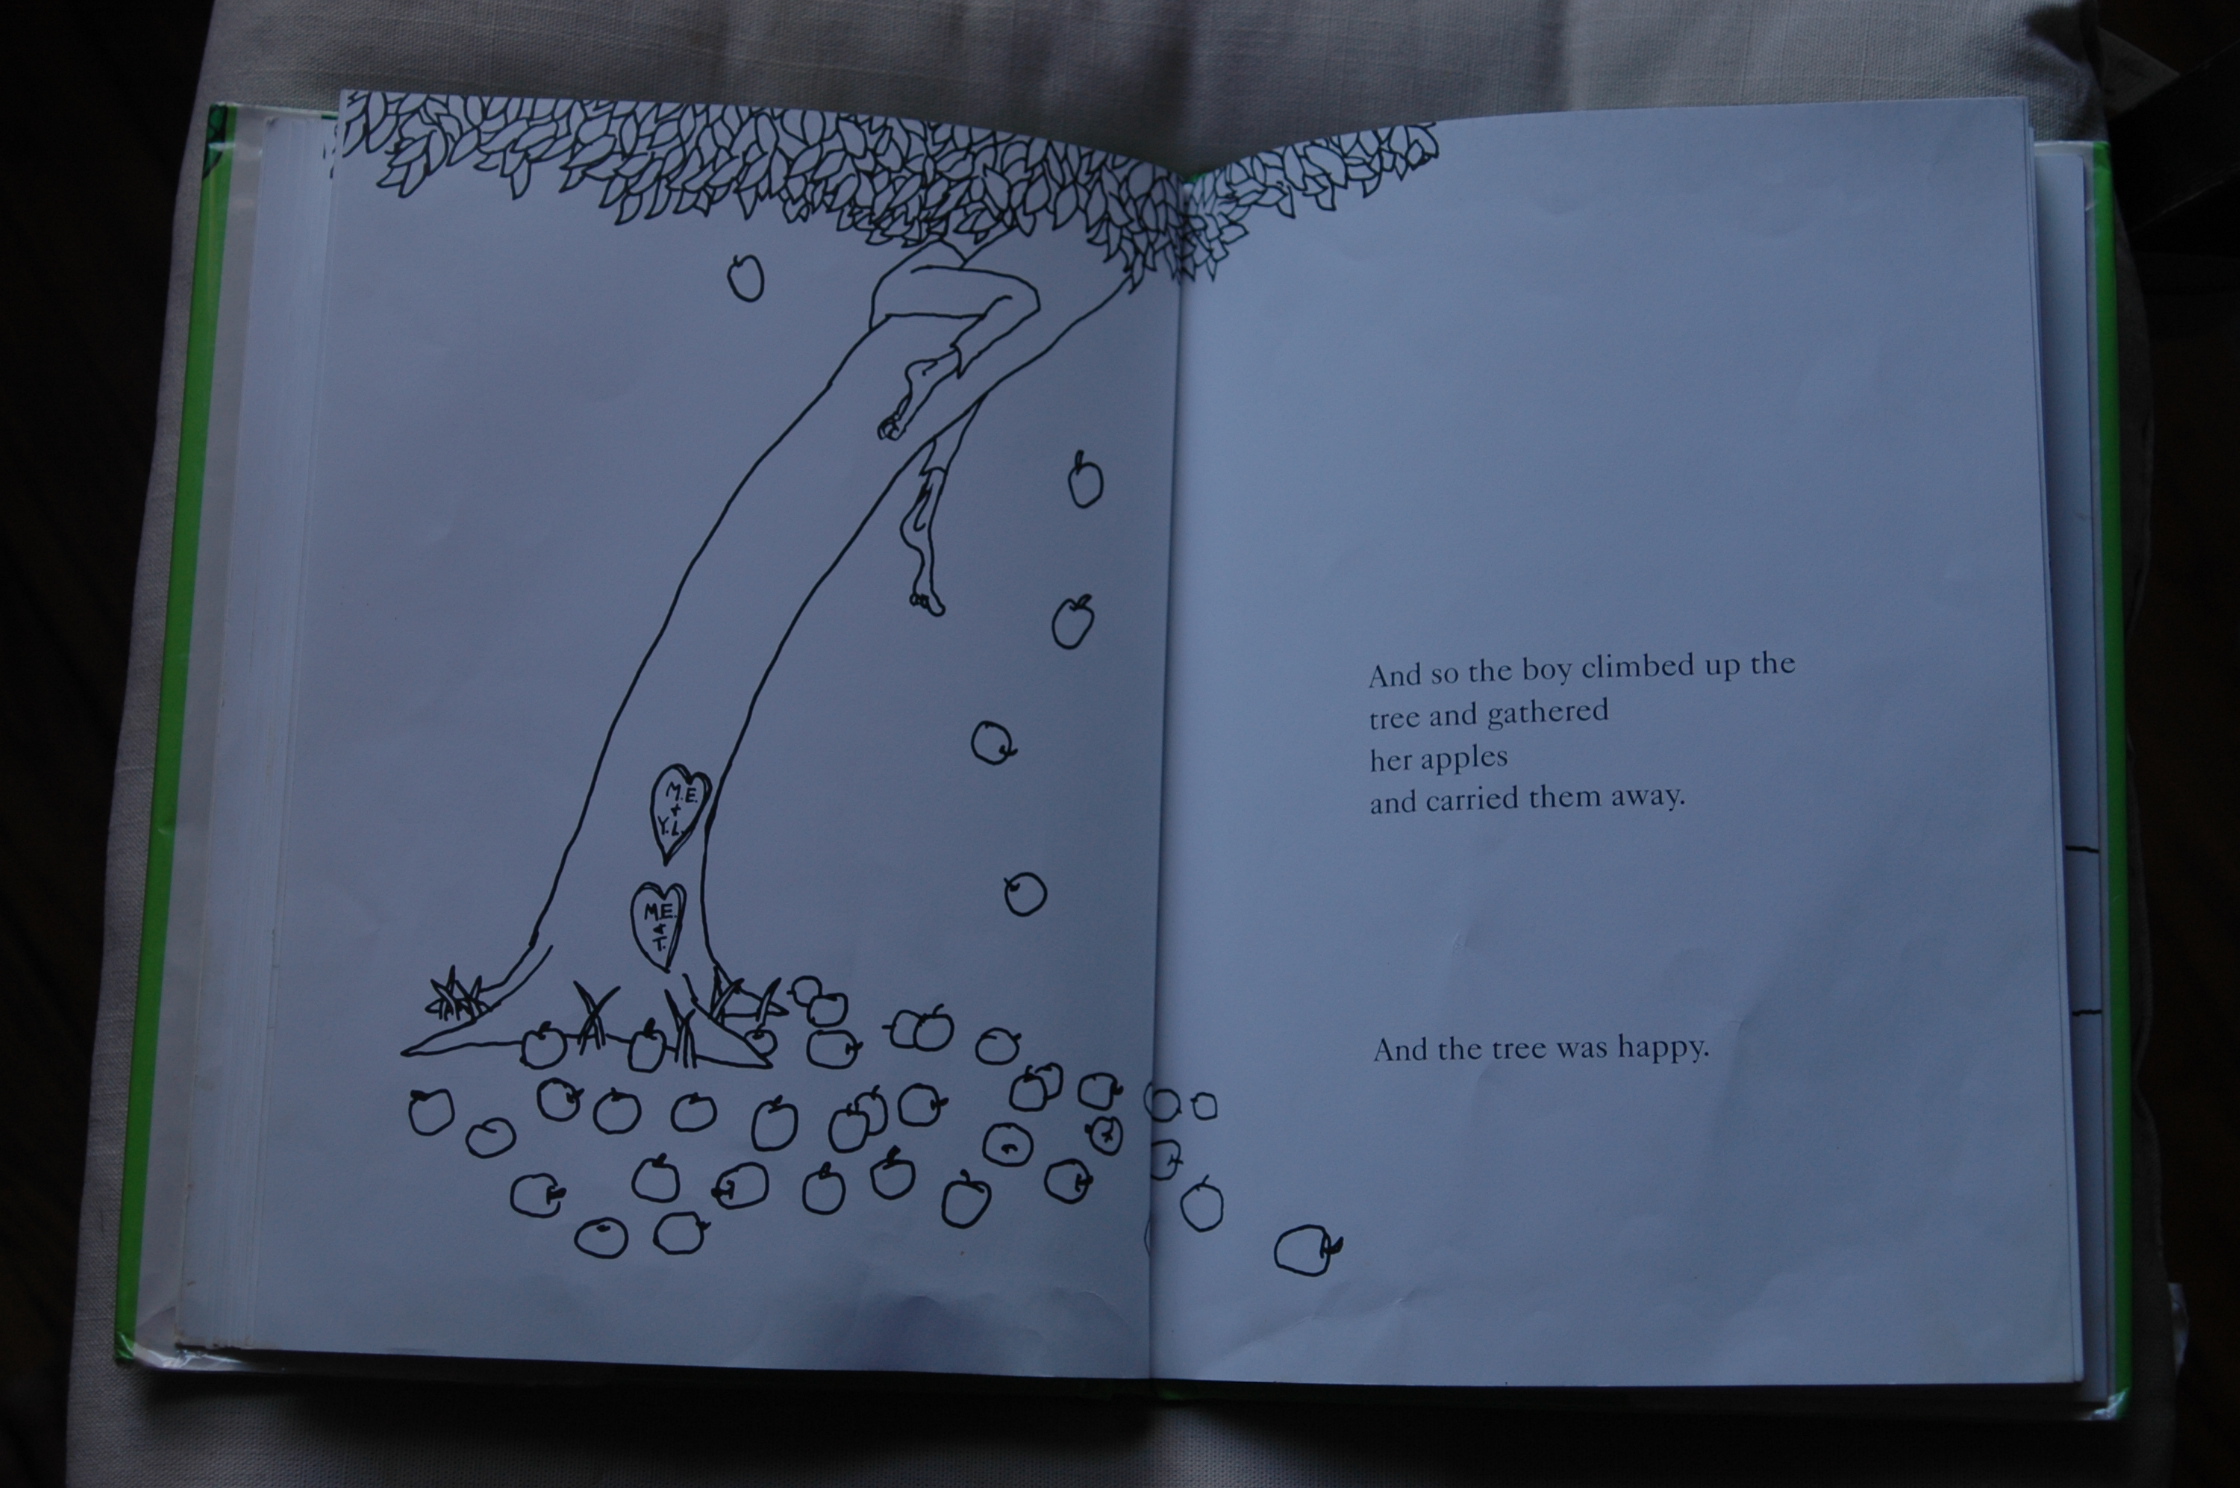 M.E.
+
Y.L.
M.E.
+
T.
And so the boy climbed up the
tree and gathered
her apples
and carried them away.
And the tree was happy.